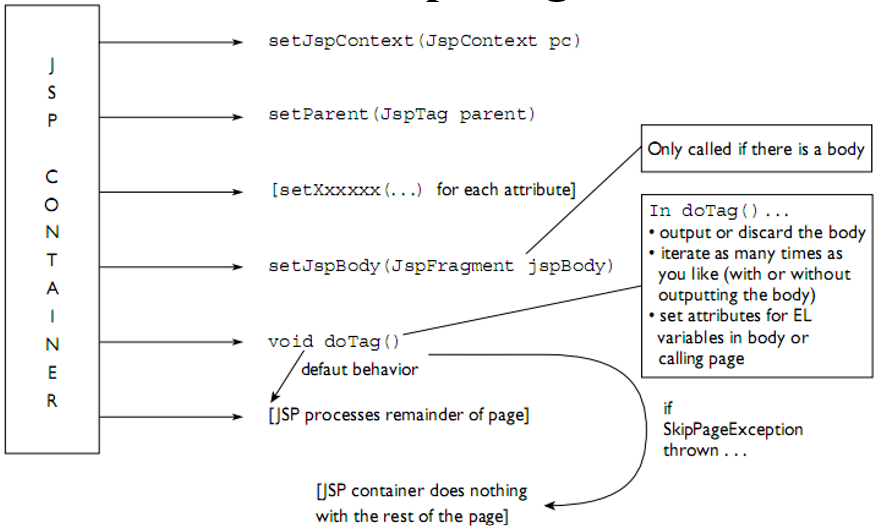 JSP CONTAINER
setJspContext(JspContext pc)
setParent(JspTag parent)
[setXxxxxx(...) for each attribute]
setJspBody(JspFragment jspBody)
void doTag()
defaut behavior
[JSP processes remainder of page]
[JSP container does nothing
with the rest of the page]
Only called if there is a body
In doTag()...
• output or discard the body
• iterate as many times as
you like (with or without
outputting the body)
• set attributes for EL
variables in body or
calling page
if
SkipPageException
thrown . . .